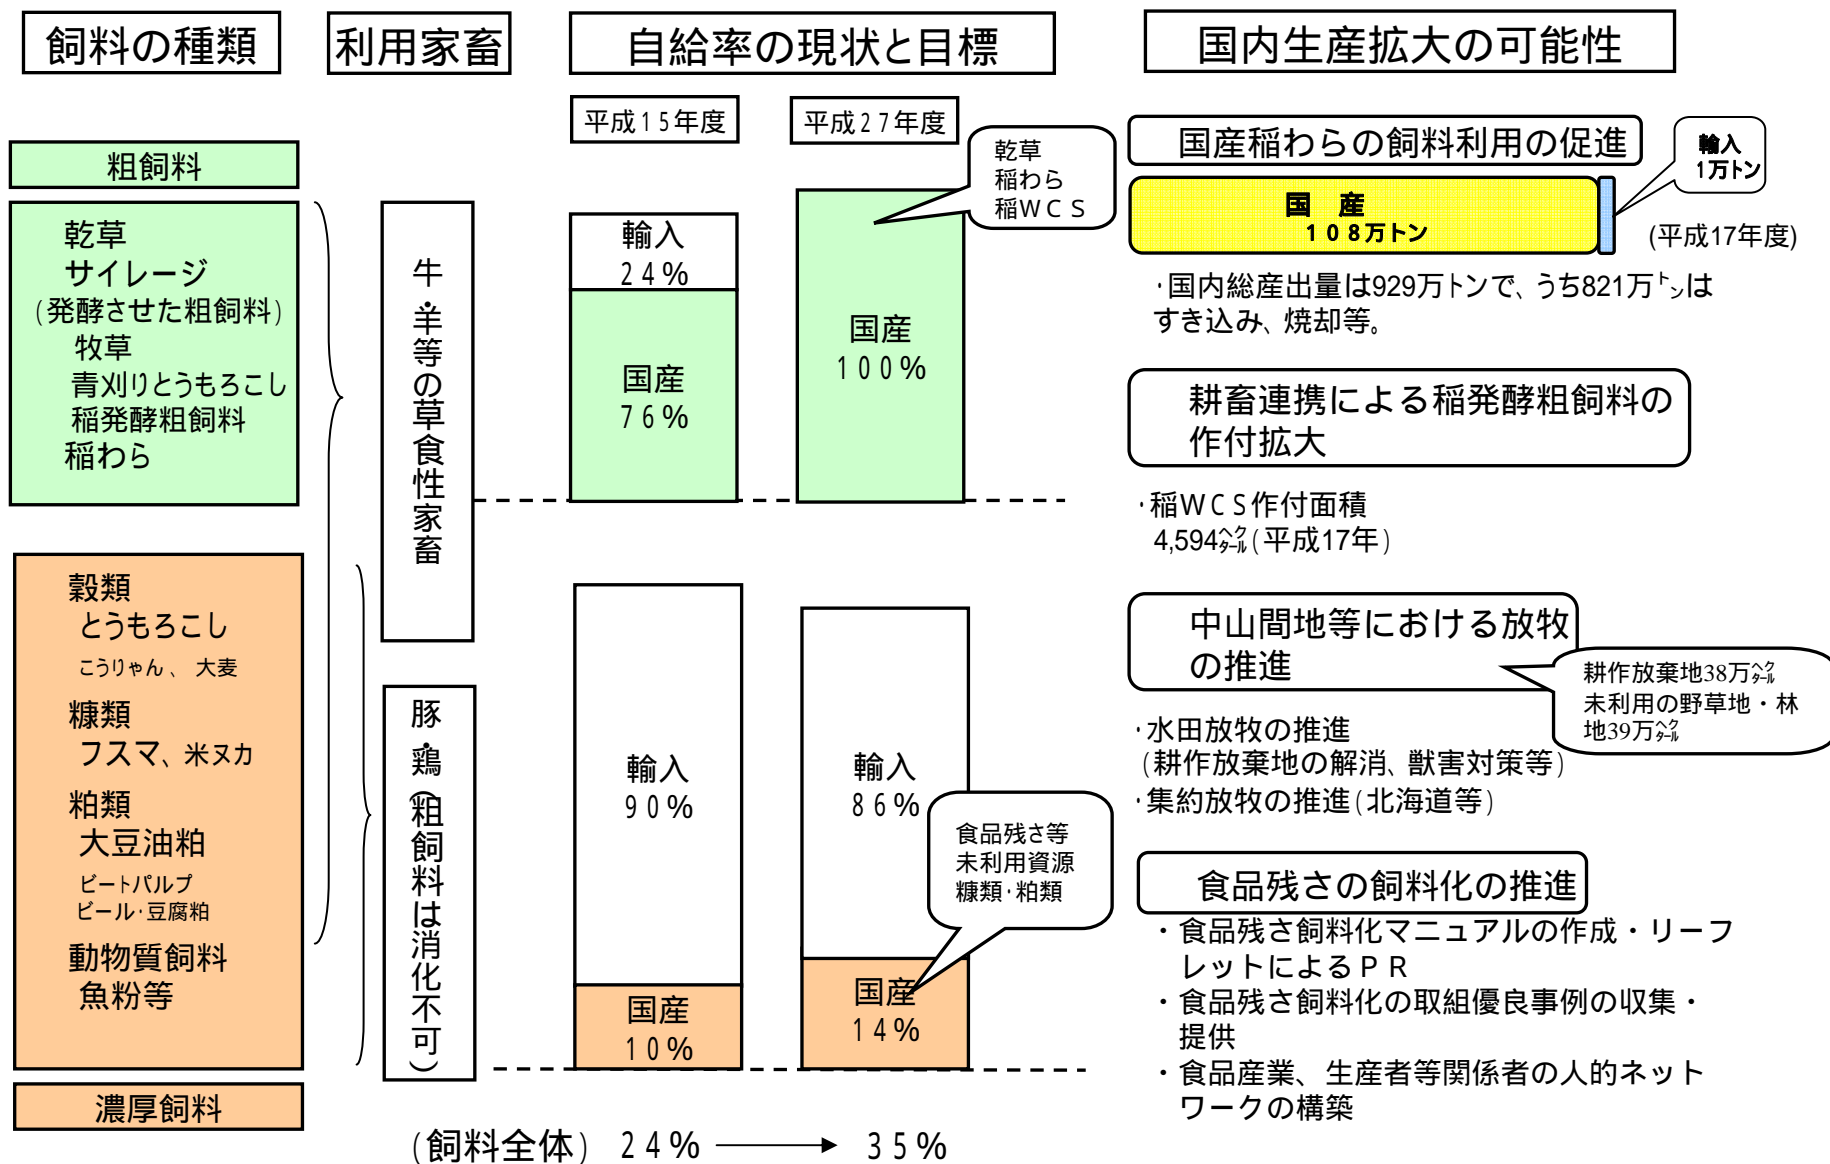 飼料の種類
利用家畜
自給率の現状と目標
国内生産拡大の可能性
平成15年度
平成27年度
粗飼料
乾草
サイレージ
(発酵させた粗飼料)
牧草
青刈りとうもろこし
稲発酵粗飼料
稲わら
穀類
とうもろこし
こうりゃん、大麦
糠類
フスマ、米ヌカ
粕類
大豆油粕
ビートパルプ
ビール・豆腐粕
動物質飼料
魚粉等
濃厚飼料
牛・羊等の草食性家畜
豚・鶏(粗飼料は消化不可)
輸入
24%
国産
76%
国産
100%
乾草
稲わら
稲WCS
輸入
90%
国産
10%
輸入
86%
国産
14%
食品残さ等
未利用資源
糠類・粕類
(飼料全体) 24% → 35%
国産稲わらの飼料利用の促進
輸入
1万トン
国 産
108万トン
(平成17年度)
・国内総産出量は929万トンで、うち821万トンは
すき込み、焼却等。
耕畜連携による稲発酵粗飼料の
作付拡大
・稲WCS作付面積
4,594ヘクタール(平成17年)
中山間地等における放牧
の推進
耕作放棄地38万ヘクタール
未利用の野草地・林
地39万ヘクタール
・水田放牧の推進
(耕作放棄地の解消、獣害対策等)
・集約放牧の推進(北海道等)
食品残さの飼料化の推進
・食品残さ飼料化マニュアルの作成・リーフ
レットによるPR
・食品残さ飼料化の取組優良事例の収集・
提供
・食品産業、生産者等関係者の人的ネット
ワークの構築